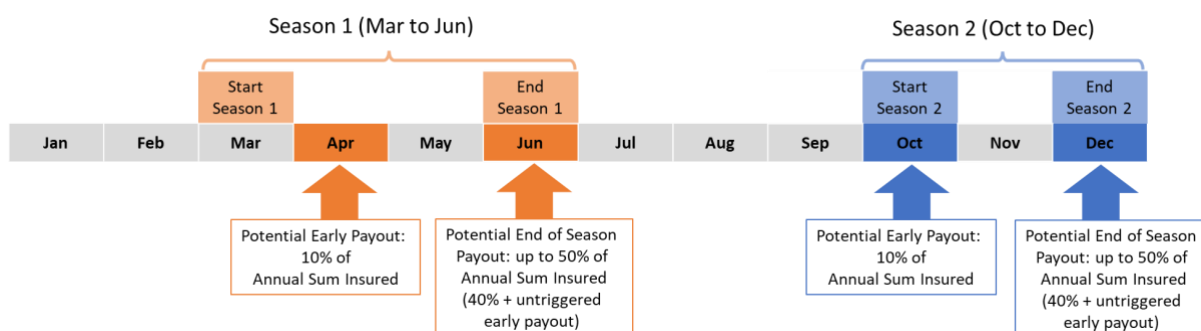 Season 1 (Mar to Jun)
Season 2 (Oct to Dec)
Start
Season 1
End
Season 1
Start
Season 2
End
Season 2
Jan Feb Mar Apr May Jun Jul Aug Sep Oct Nov Dec
Potential Early Payout:
10% of
Annual Sum Insured
Potential End of Season
Payout: up to 50% of
Annual Sum Insured
(40% + untriggered
early payout)
Potential Early Payout:
10% of
Annual Sum Insured
Potential End of Season
Payout: up to 50% of
Annual Sum Insured
(40% + untriggered
early payout)